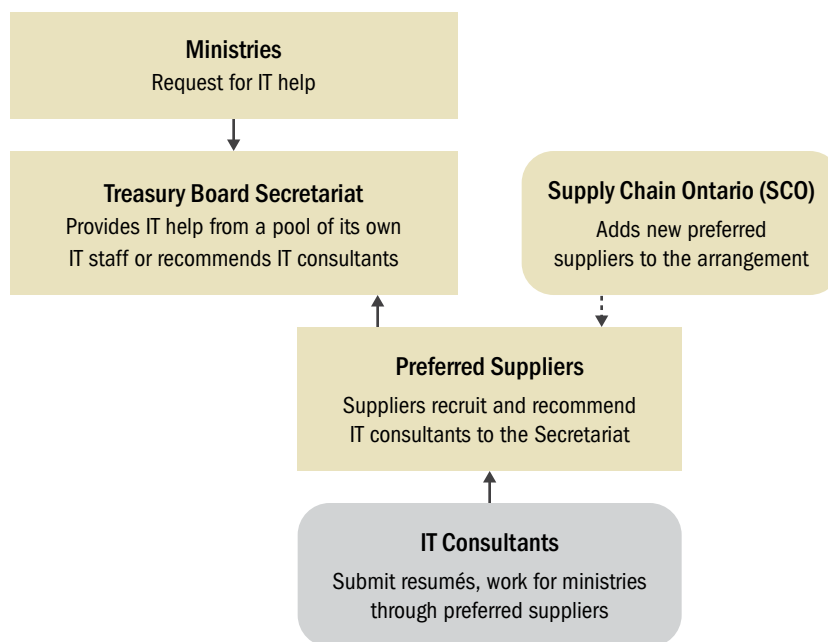 Ministries
Request for IT help
Treasury Board Secretariat
Provides IT help from a pool of its own
IT staff or recommends IT consultants
Supply Chain Ontario (SCO)
Adds new preferred
suppliers to the arrangement
Preferred Suppliers
Suppliers recruit and recommend
IT consultants to the Secretariat
IT Consultants
Submit resumés, work for ministries
through preferred suppliers